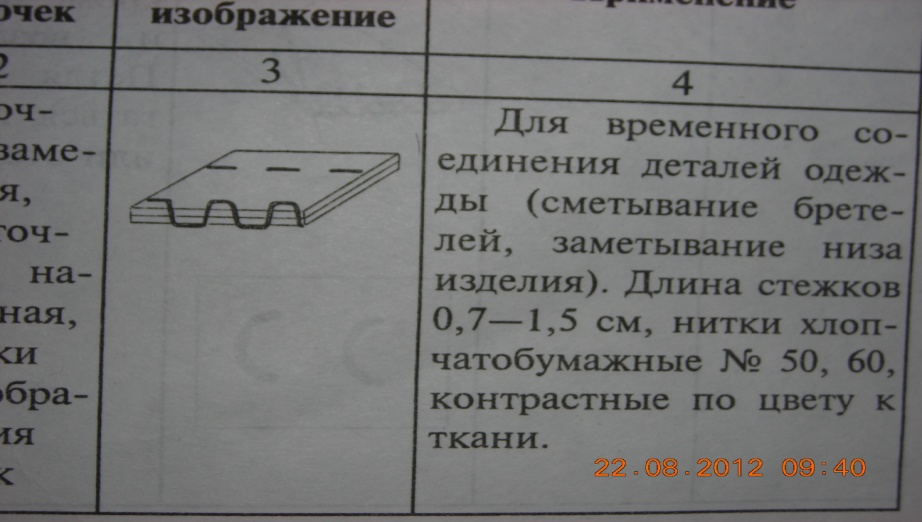 изображение
3
4
Для временного со-
единения деталей одеж-
ды (сметывание брете-
лей, заметывание низа
изделия). Длина стежков
0,7—1,5 см, нитки хлоп-
чатобумажные № 50, 60,
контрастные по цвету к
ткани.
22.08.2012 09:40